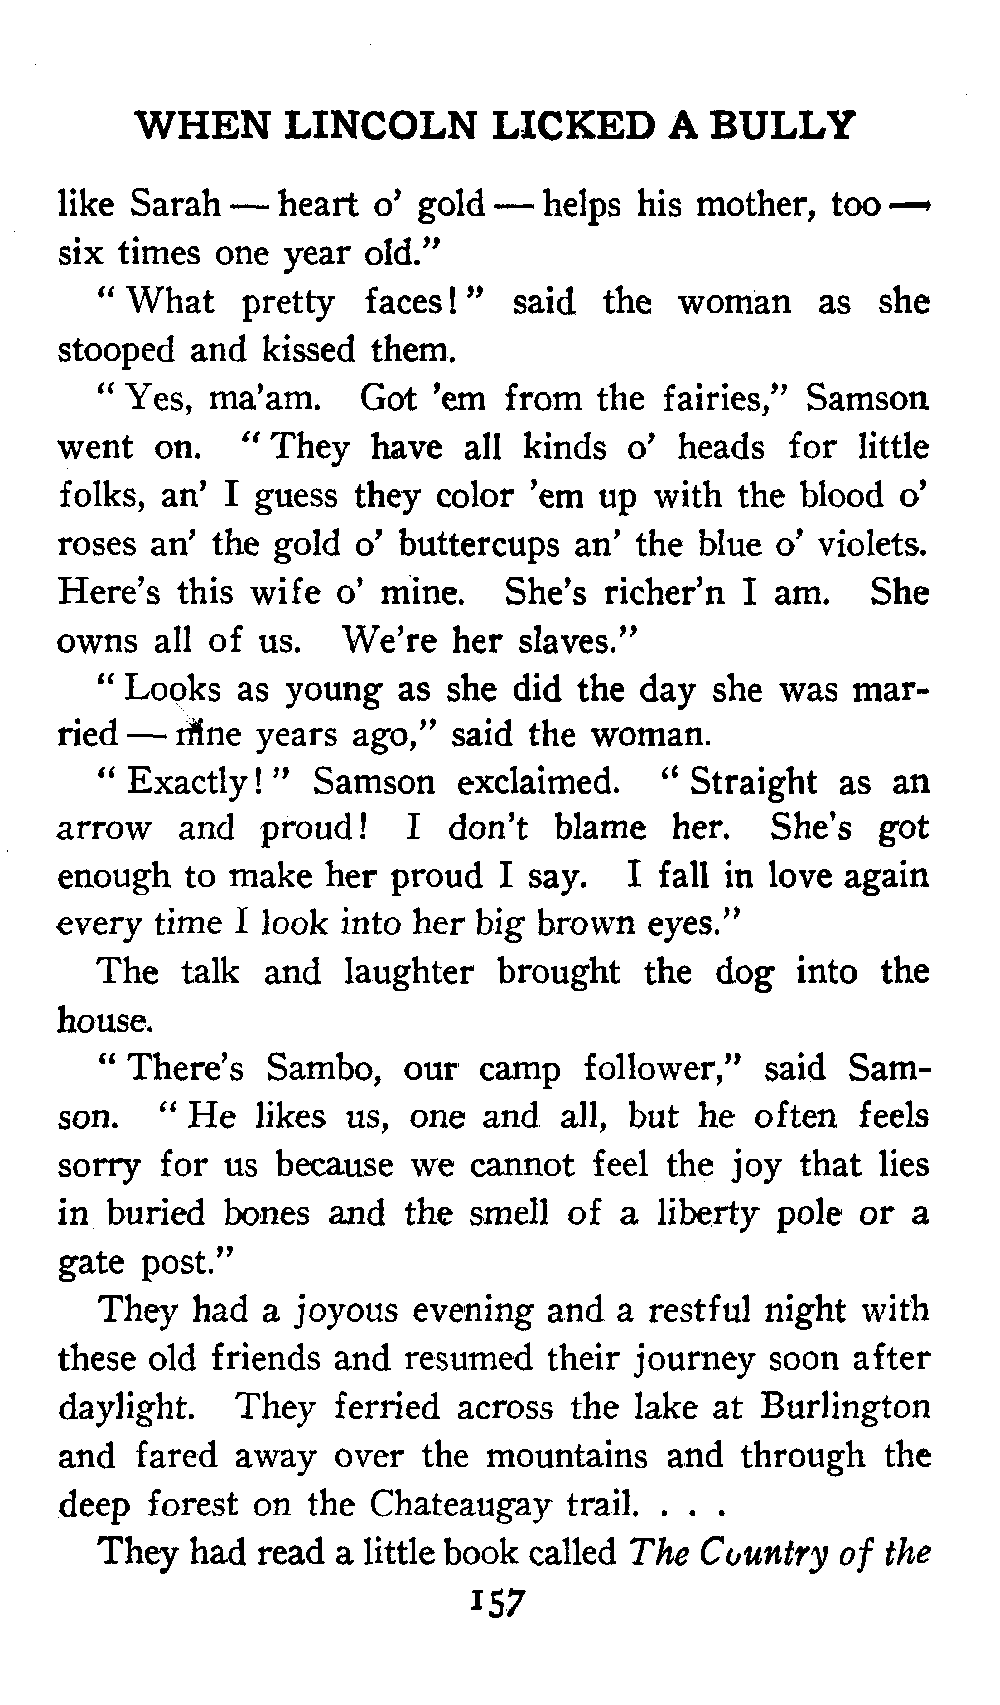 WHEN LINCOLN LICKED A BULLY
like Sarah — heart o' gold — helps his mother, too —
six times one year old."
" What pretty faces! " said the woman as she
stooped and kissed them.
" Yes, ma'am. Got 'em from the fairies," Samson
went on. " They have all kinds o' heads for little
folks, an' I guess they color 'em up with the blood o'
roses an' the gold o' buttercups an' the blue o' violets.
Here's this wife o' mine. She's richer'n I am. She
owns all of us. We're her slaves."
" Looks as young as she did the day she was mar-
ried — nine years ago," said the woman.
" Exactly! " Samson exclaimed. " Straight as an
arrow and proud! I don't blame her. She's got
enough to make her proud I say. I fall in love again
every time I look into her big brown eyes."
The talk and laughter brought the dog into the
house.
" There's Sambo, our camp follower," said Sam-
son. " He likes us, one and all, but he often feels
sorry for us because we cannot feel the joy that lies
in buried bones and the smell of a liberty pole or a
gate post."
They had a joyous evening and a restful night with
these old friends and resumed their journey soon after
daylight. They ferried across the lake at Burlington
and fared away over the mountains and through the
deep forest on the Chateaugay trail. . . .
They had read a little book called The Country of the
157